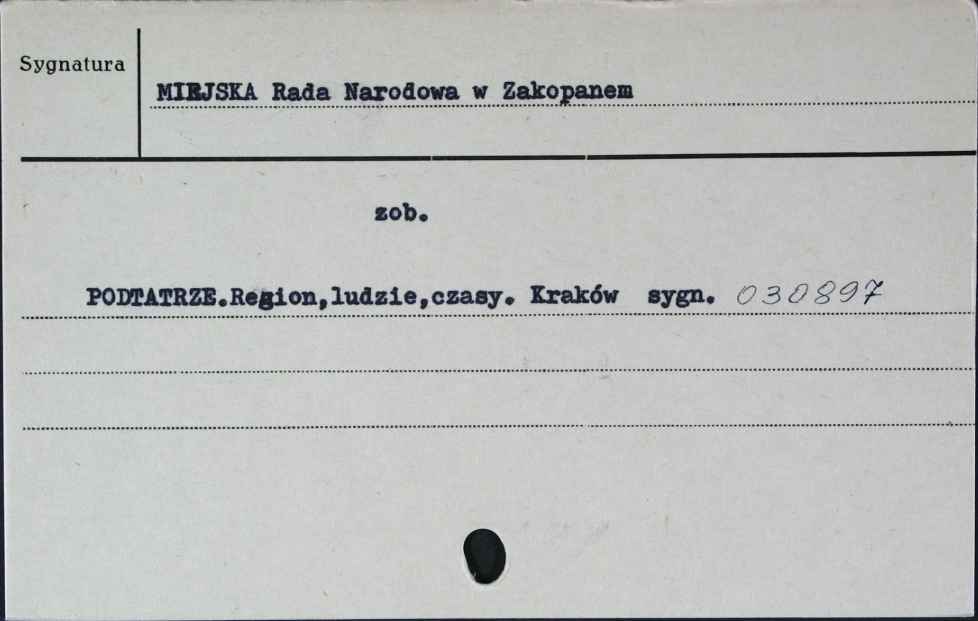 Sygnatura
MIEJSKA Rada Narodowa w Zakopanem
zob.
PODTATRZE.Region,ludzie,czasy. Kraków sygn. 030897